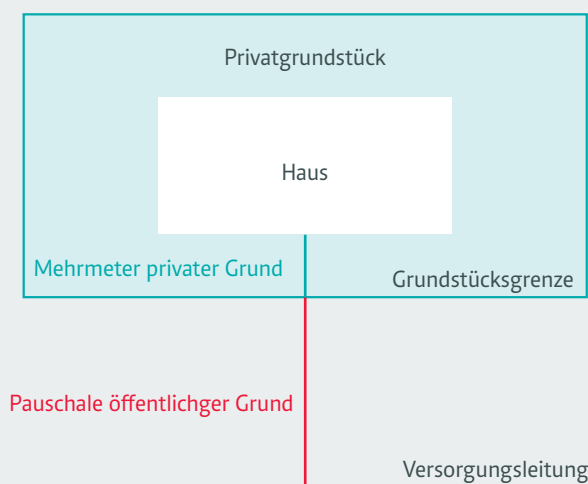 Privatgrundstück
Haus
Mehrmeter privater Grund
Grundstücksgrenze
Pauschale öffentlichger Grund
Versorgungsleitung